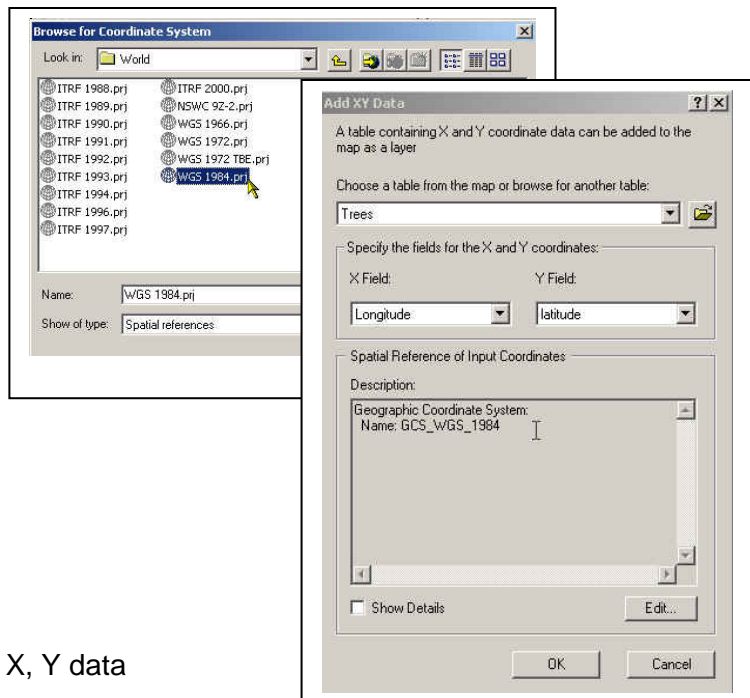 Browse for Coordinate System
Look in: World
ITRF 1988.prj
ITRF 1989.prj
ITRF 1990.prj
ITRF 1991.prj
ITRF 1992.prj
ITRF 1993.prj
ITRF 1994.prj
ITRF 1996.prj
ITRF 1997.prj
ITRF 2000.prj
NSWC 9Z-2.prj
WGS 1966.prj
WGS 1972.prj
WGS 1972 TBE.prj
WGS 1984.prj
Name: WGS 1984.prj
Show of type: Spatial references
Add XY Data
A table containing X and Y coordinate data can be added to the
map as a layer
Choose a table from the map or browse for another table:
Trees
Specify the fields for the X and Y coordinates:
X Field: Y Field:
Longitude latitude
Spatial Reference of Input Coordinates
Description:
Geographic Coordinate System:
Name: GCS_WGS_1984
Show Details Edit...
OK Cancel
X, Y data